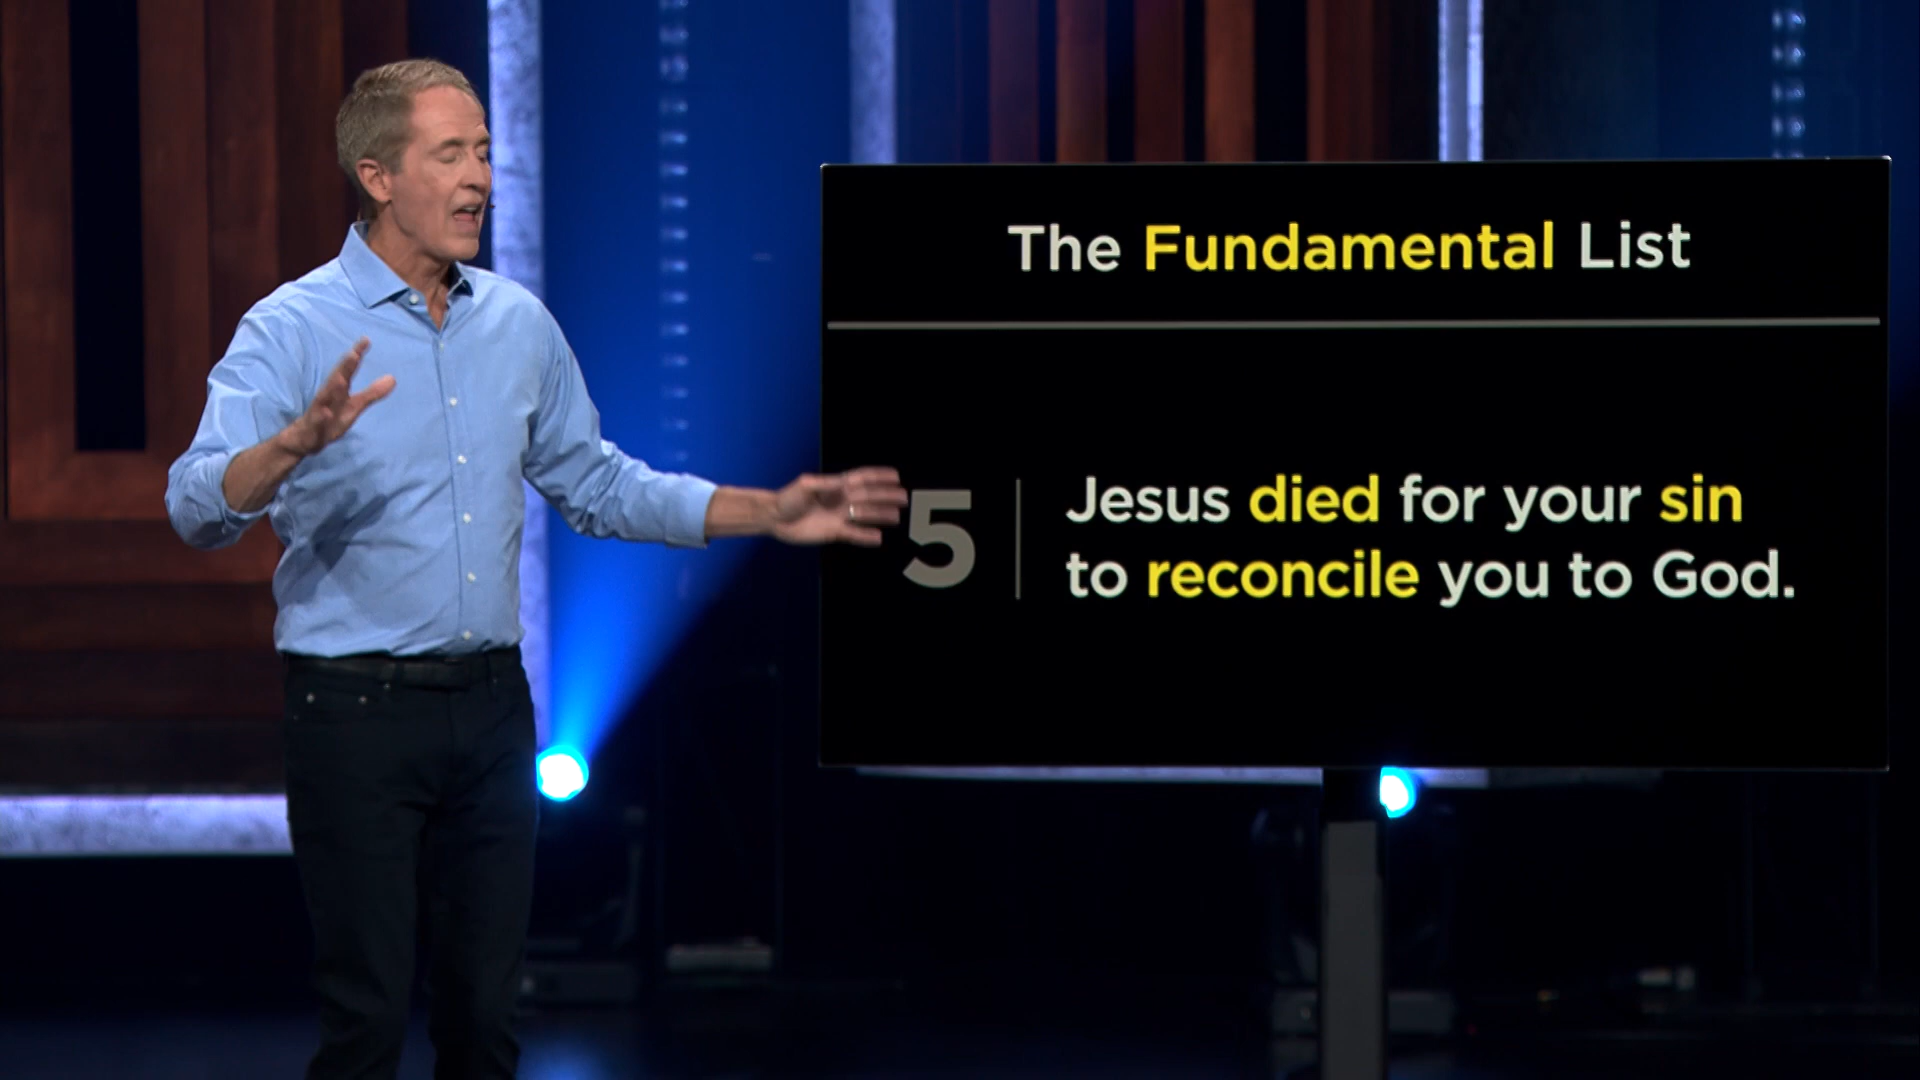 The Fundamental List
5
Jesus died for your sin
to reconcile you to God.